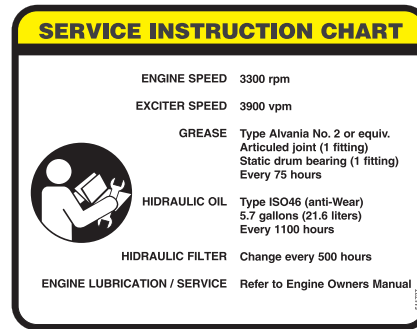 SERVICE INSTRUCTION CHART
ENGINE SPEED 3300 rpm
EXCITER SPEED 3900 vpm
GREASE Type Alvania No. 2 or equiv.
Articuled joint (1 fitting)
Static drum bearing (1 fitting)
Every 75 hours
HIDRAULIC OIL Type ISO46 (anti-Wear)
5.7 gallons (21.6 liters)
Every 1100 hours
HIDRAULIC FILTER Change every 500 hours
ENGINE LUBRICATION / SERVICE Refer to Engine Owners Manual